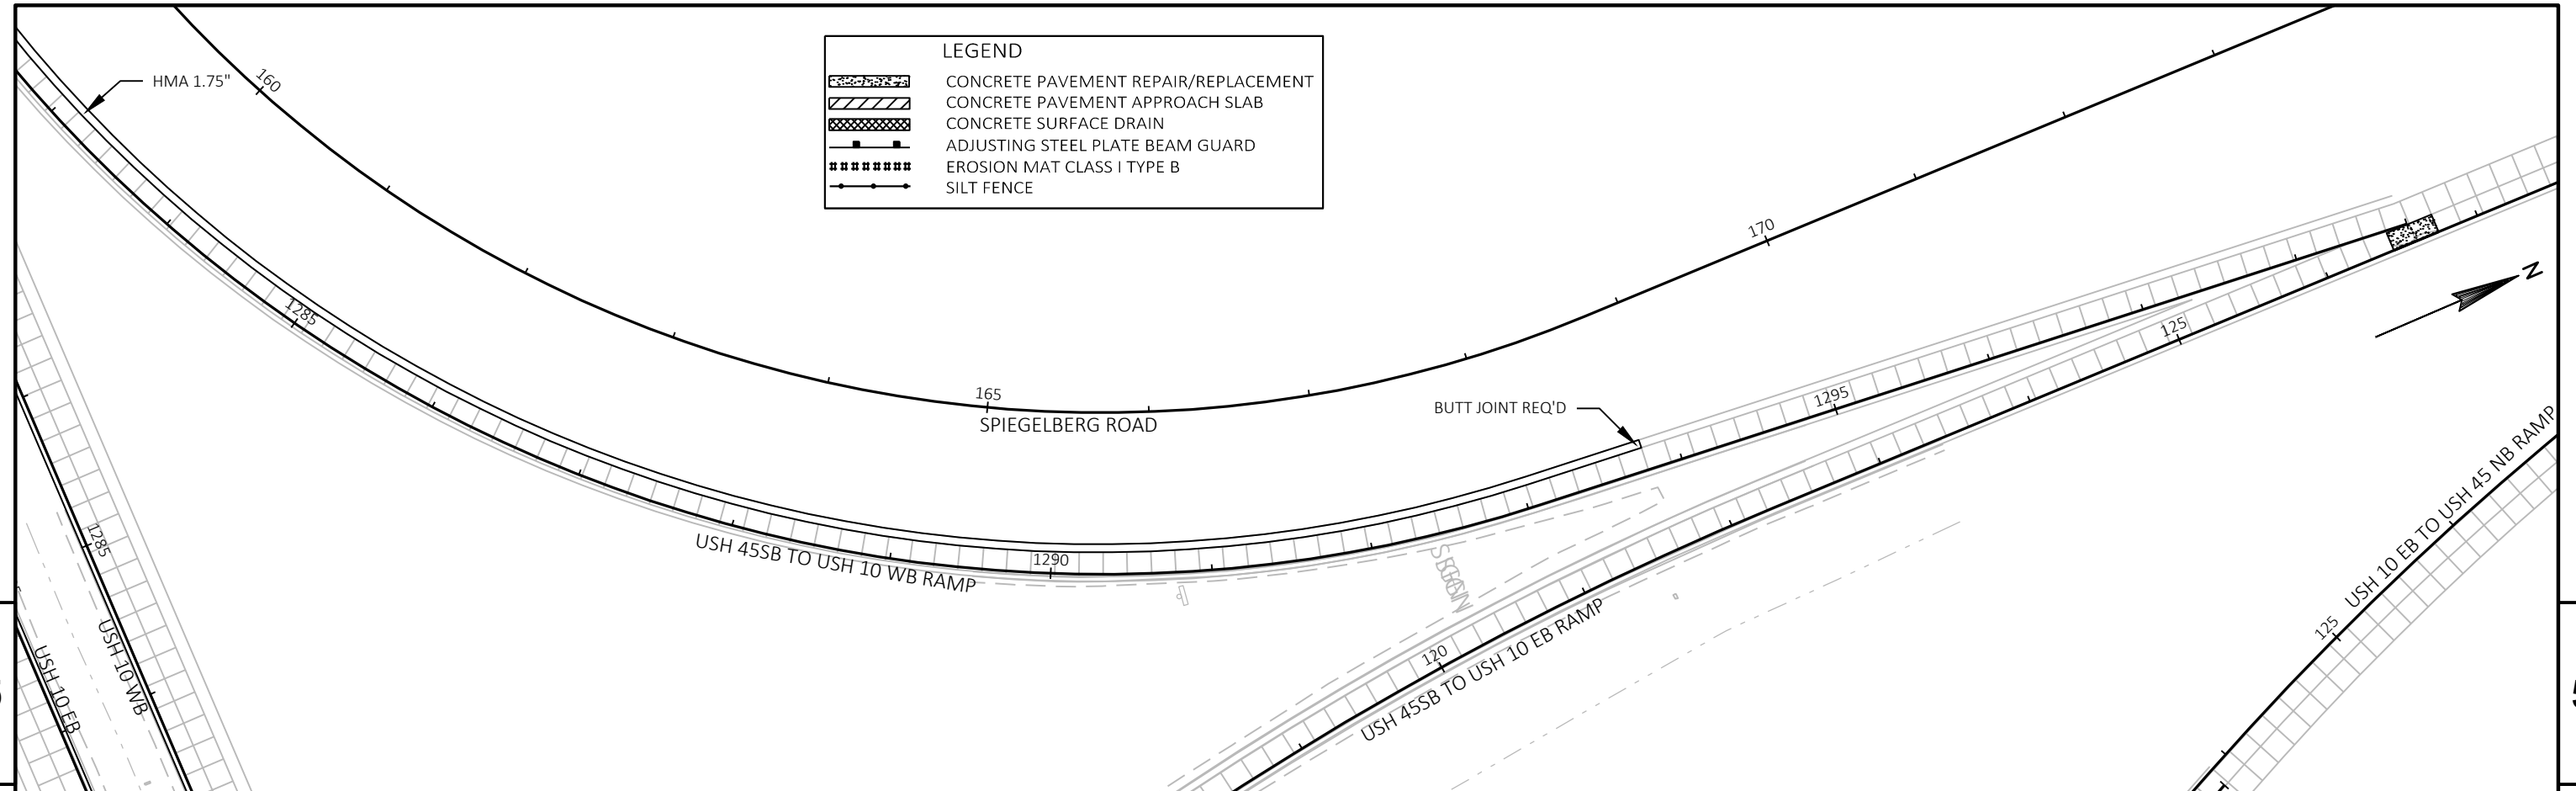 LEGEND
CONCRETE PAVEMENT REPAIR/REPLACEMENT
CONCRETE PAVEMENT APPROACH SLAB
CONCRETE SURFACE DRAIN
ADJUSTING STEEL PLATE BEAM GUARD
EROSION MAT CLASS I TYPE B
SILT FENCE
HMA 1.75"
160
1285
165
SPIEGELBERG ROAD
170
BUTT JOINT REQ'D
1295
125
N
USH 45SB TO USH 10 WB RAMP
1290
1285
USH 10 WB
USH 10 EB
120
USH 45SB TO USH 10 EB RAMP
125
USH 10 EB TO USH 45 NB RAMP